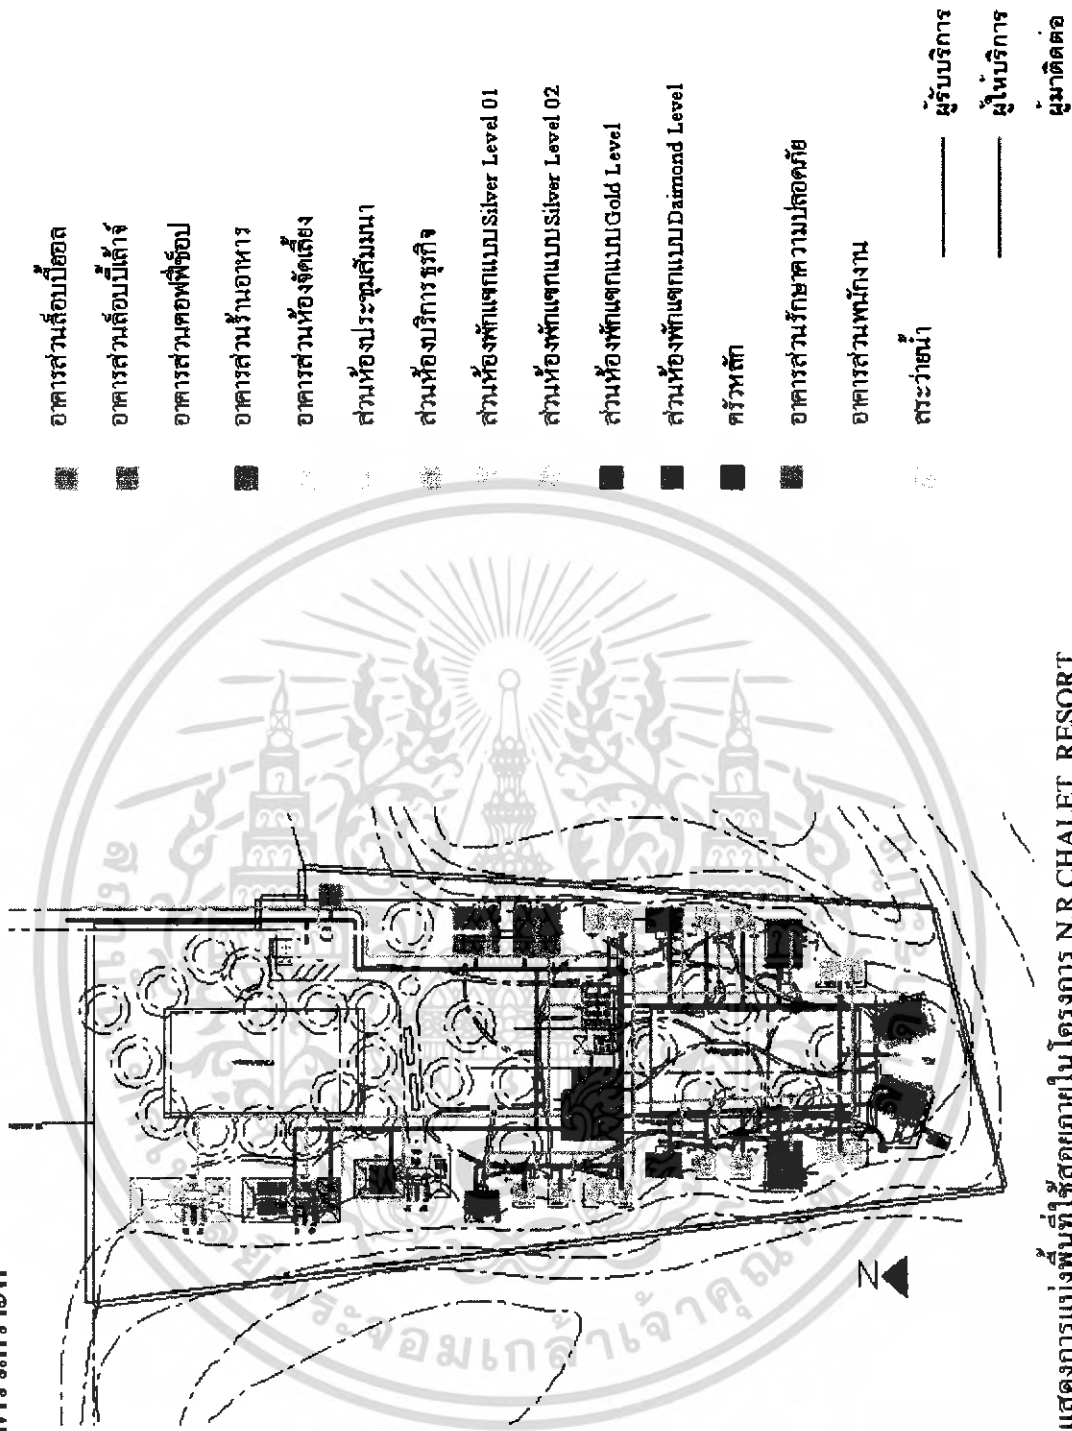 อาคารส่วนล็อบบี้ฮอล
อาคารส่วนล็อบบี้เล้าจ์
อาคารส่วนคอฟฟี่ช็อป
อาคารส่วนร้านอาหาร
อาคารส่วนห้องจัดเลี้ยง
ส่วนห้องประชุมสัมมนา
ส่วนห้องบริการธุรกิจ
ส่วนห้องพักแขกแบบSilver Level 01
ส่วนห้องพักแขกแบบSilver Level 02
ส่วนห้องพักแขกแบบGold Level
ส่วนห้องพักแขกแบบDaimond Level
ครัวหลัก
อาคารส่วนรักษาความปลอดภัย
อาคารส่วนพนักงาน
สระว่ายน้ำ
ผู้รับบริการ
ผู้ให้บริการ
ผู้มาติดต่อ
N
แสดงการแบ่งพื้นที่ใช้สอยภายในโครงการ N.R.CHALET RESORT
พระจอมเกล้าเจ้าคุณ